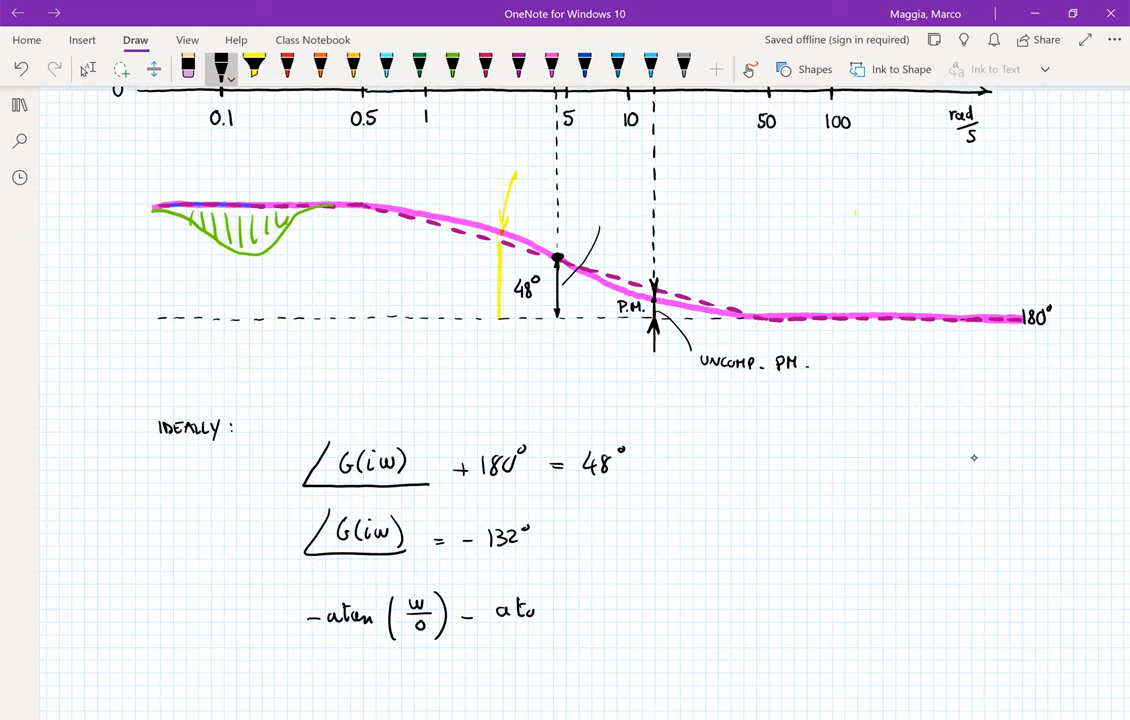 OneNote for Windows 10
Maggia, Marco
Home Insert Draw View Help Class Notebook
Saved offline (sign in required)
Share
Shapes
Ink to Shape
Ink to Text
0
0.1 0.5 1 5 10 50 100 rad/s
48°
P.M.
180°
UNCOMP. PM.
IDEALLY:
∠G(iω) + 180° = 48°
∠G(iω) = - 132°
- atan (ω/0) - ato